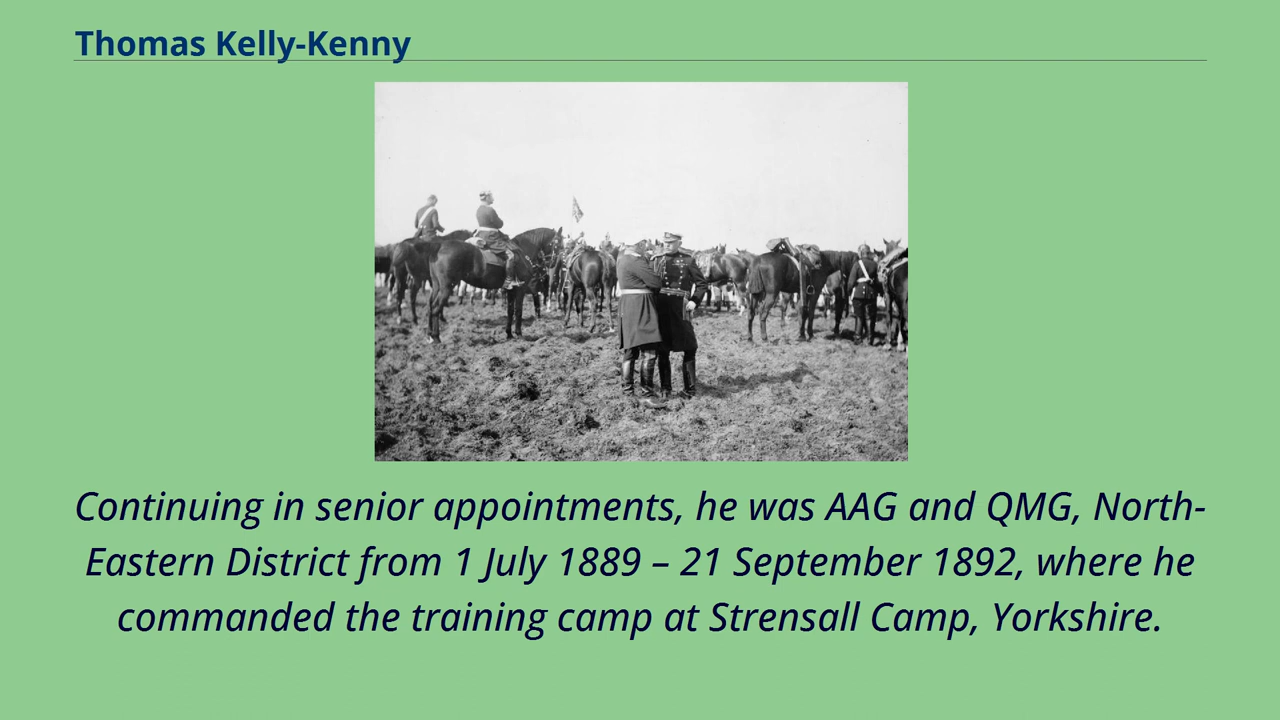 Thomas Kelly-Kenny
Continuing in senior appointments, he was AAG and QMG, North-
Eastern District from 1 July 1889 – 21 September 1892, where he
commanded the training camp at Strensall Camp, Yorkshire.